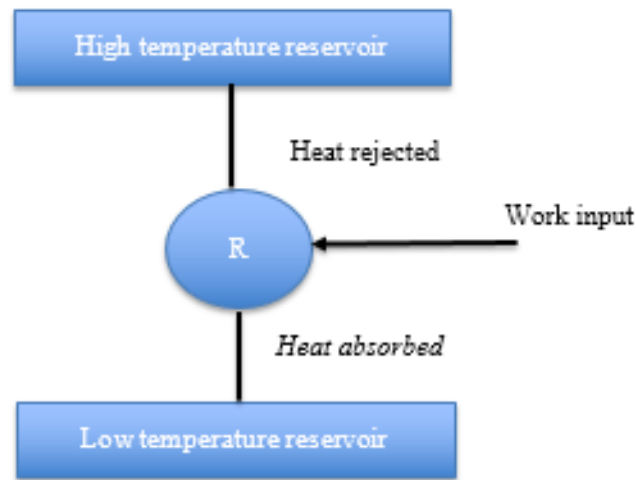 High temperature reservoir
Heat rejected
Work input
R
Heat absorbed
Low temperature reservoir